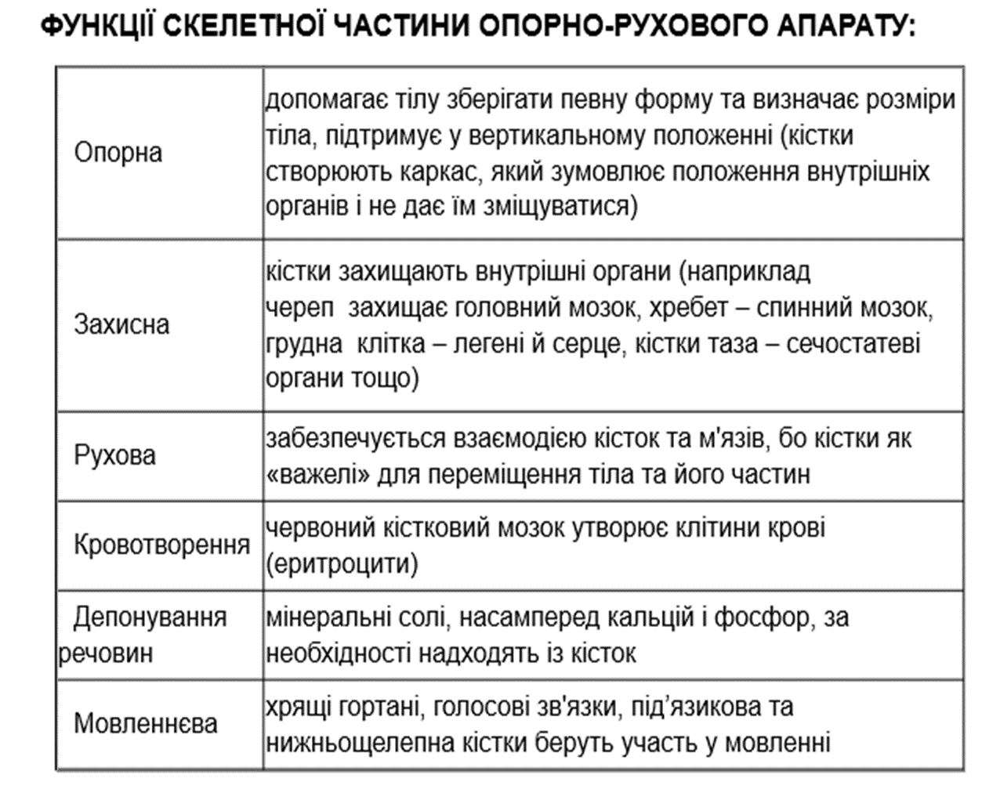 ФУНКЦІЇ СКЕЛЕТНОЇ ЧАСТИНИ ОПОРНО-РУХОВОГО АПАРАТУ:
Опорна
допомагає тілу зберігати певну форму та визначає розміри
тіла, підтримує у вертикальному положенні (кістки
створюють каркас, який зумовлює положення внутрішніх
органів і не дає їм зміщуватися)
Захисна
кістки захищають внутрішні органи (наприклад
череп  захищає головний мозок, хребет – спинний мозок,
грудна  клітка – легені й серце, кістки таза – сечостатеві
органи тощо)
Рухова
забезпечується взаємодією кісток та м'язів, бо кістки як
«важелі» для переміщення тіла та його частин
Кровотворення
червоний кістковий мозок утворює клітини крові
(еритроцити)
Депонування
речовин
мінеральні солі, насамперед кальцій і фосфор, за
необхідності надходять із кісток
Мовленнєва
хрящі гортані, голосові зв'язки, під’язикова та
нижньощелепна кістки беруть участь у мовленні